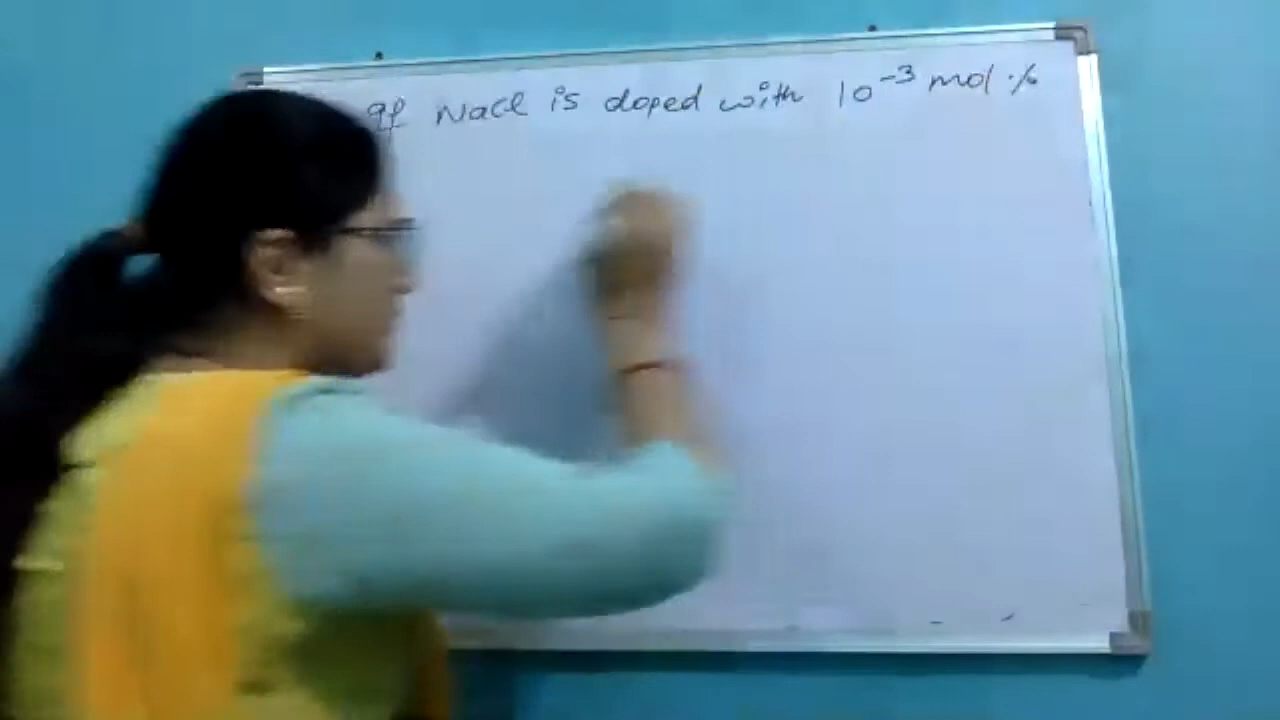 If NaCl is doped with 10⁻³ mol %